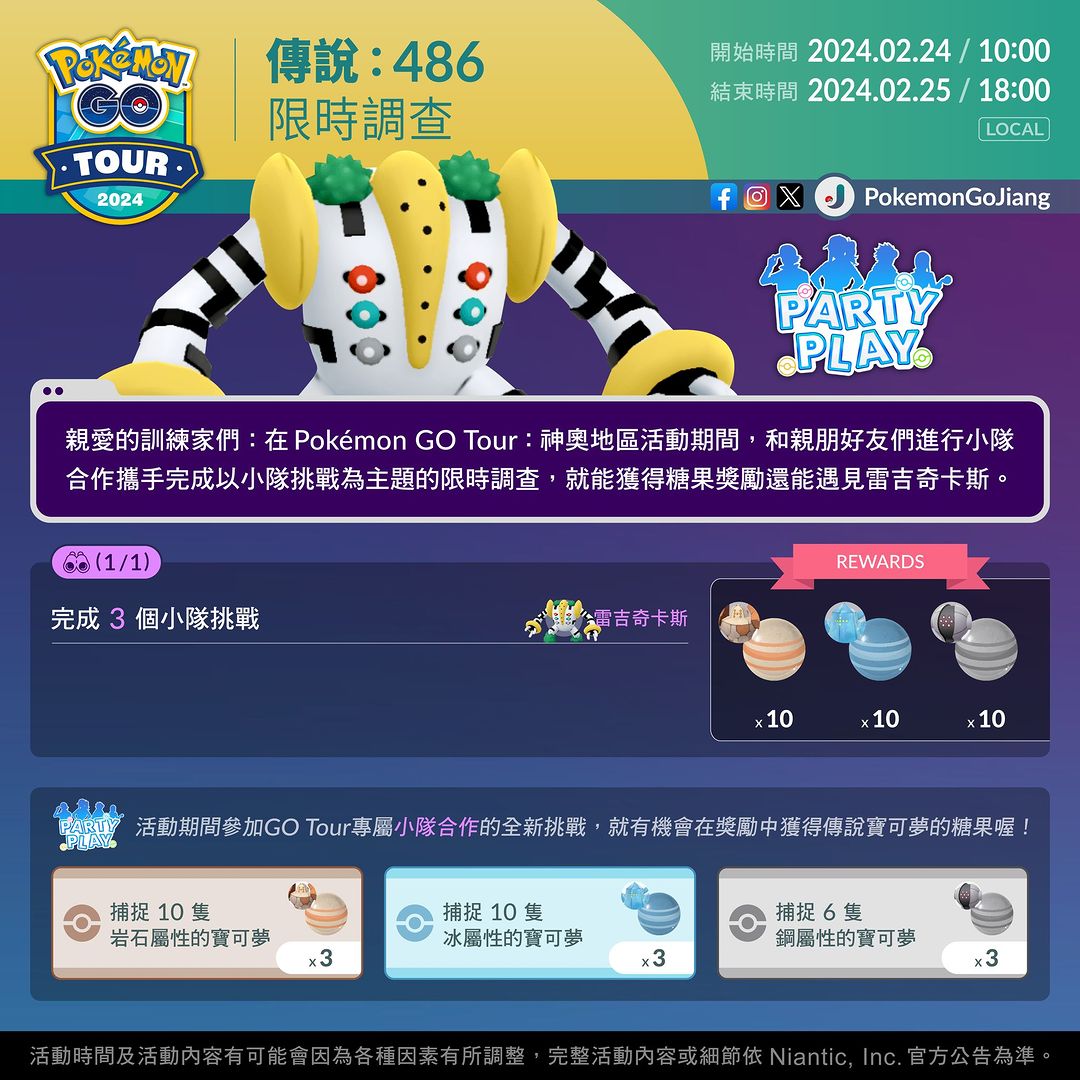 POKÉMON
GO
TOUR
2024
傳說：486
限時調查
開始時間 2024.02.24 / 10:00
結束時間 2024.02.25 / 18:00
LOCAL
PokemonGoJiang
PARTY
PLAY
親愛的訓練家們：在Pokémon GO Tour：神奧地區活動期間，和親朋好友們進行小隊
合作攜手完成以小隊挑戰為主題的限時調查，就能獲得糖果獎勵還能遇見雷吉奇卡斯。
(1/1)
REWARDS
完成 3 個小隊挑戰
雷吉奇卡斯
x10
x10
x10
PARTY
PLAY
活動期間參加GO Tour專屬小隊合作的全新挑戰，就有機會在獎勵中獲得傳說寶可夢的糖果喔！
捕捉 10 隻
岩石屬性的寶可夢
x3
捕捉 10 隻
冰屬性的寶可夢
x3
捕捉 6 隻
鋼屬性的寶可夢
x3
活動時間及活動內容有可能會因為各種因素有所調整，完整活動內容或細節依 Niantic, Inc. 官方公告為準。